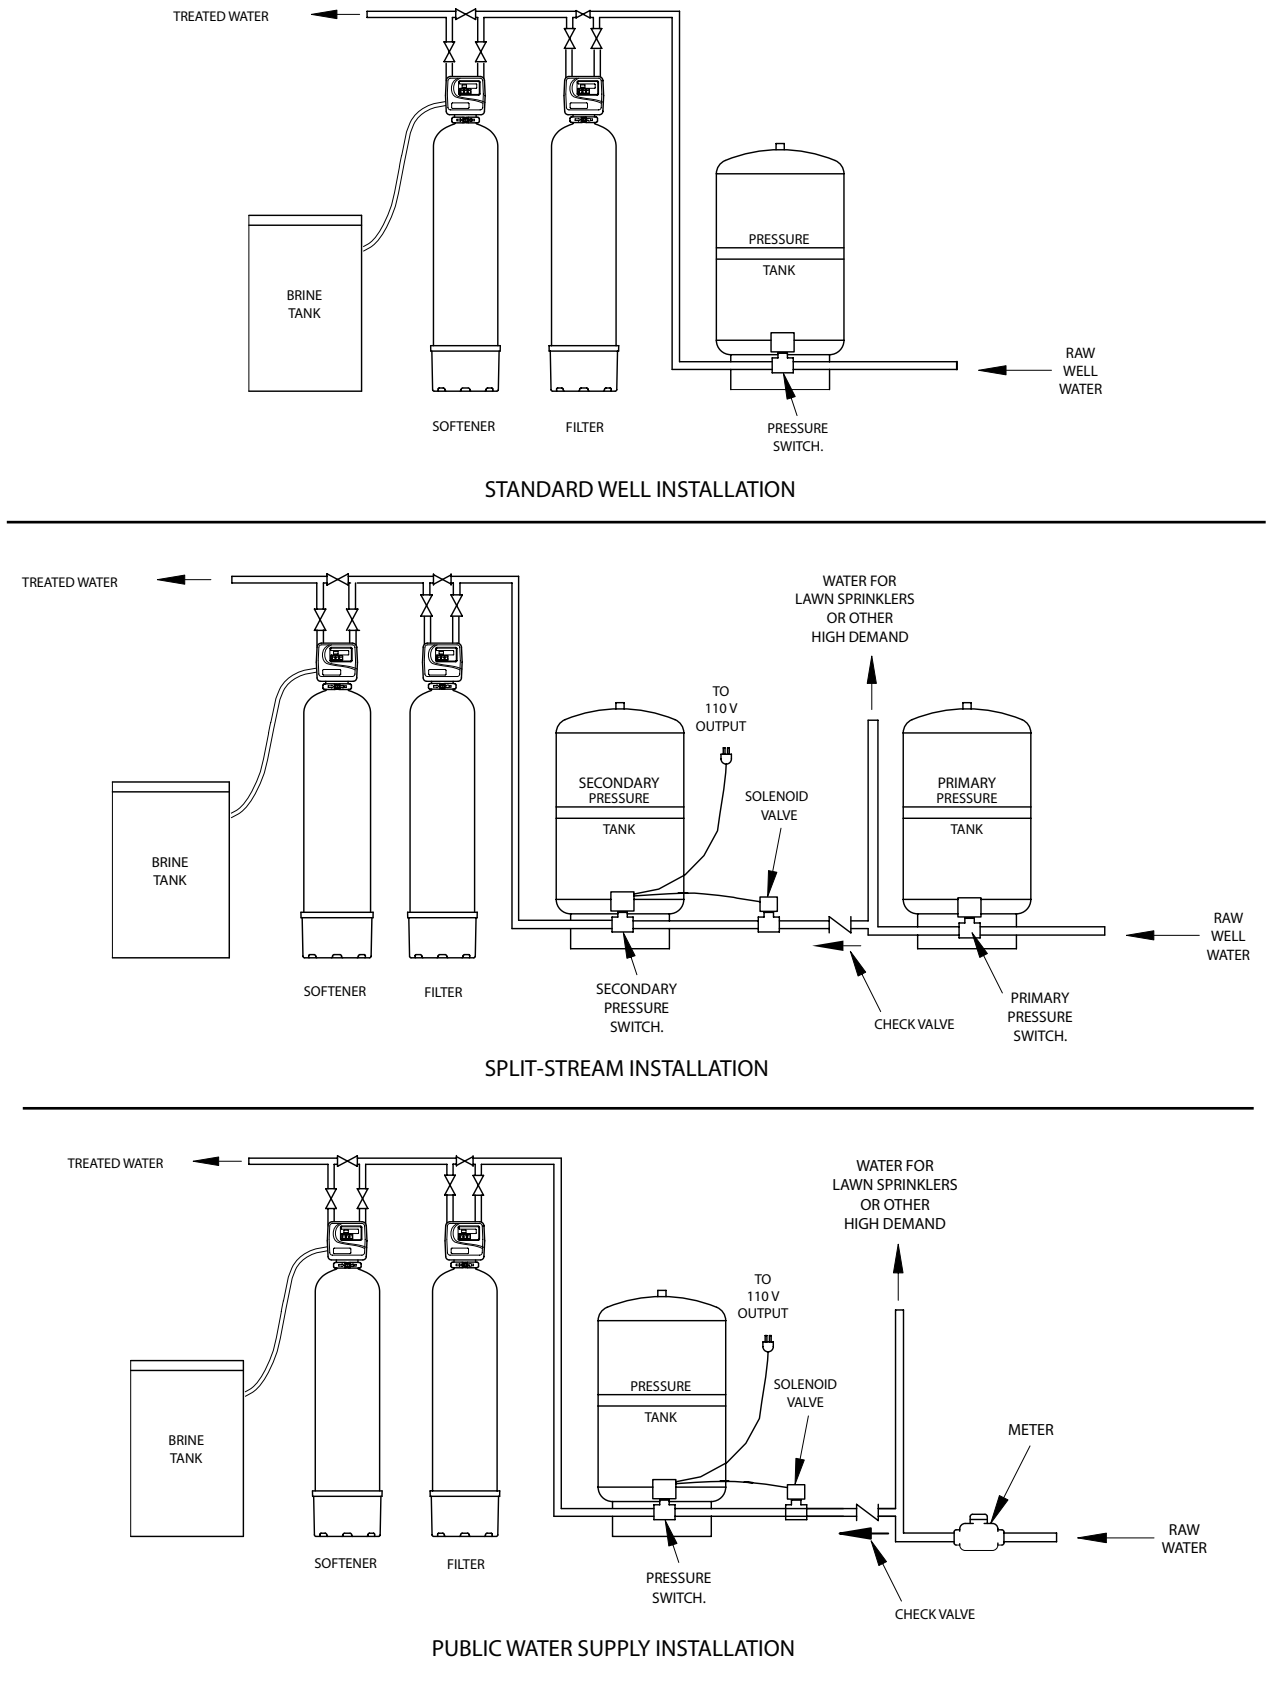 TREATED WATER
PRESSURE
TANK
BRINE
TANK
RAW
WELL
WATER
SOFTENER
FILTER
PRESSURE
SWITCH.
STANDARD WELL INSTALLATION
TREATED WATER
WATER FOR
LAWN SPRINKLERS
OR OTHER
HIGH DEMAND
TO
110 V
OUTPUT
SECONDARY
PRESSURE
TANK
SOLENOID
VALVE
PRIMARY
PRESSURE
TANK
BRINE
TANK
RAW
WELL
WATER
SOFTENER
FILTER
SECONDARY
PRESSURE
SWITCH.
CHECK VALVE
PRIMARY
PRESSURE
SWITCH.
SPLIT-STREAM INSTALLATION
TREATED WATER
WATER FOR
LAWN SPRINKLERS
OR OTHER
HIGH DEMAND
TO
110 V
OUTPUT
PRESSURE
TANK
SOLENOID
VALVE
METER
BRINE
TANK
RAW
WATER
SOFTENER
FILTER
PRESSURE
SWITCH.
CHECK VALVE
PUBLIC WATER SUPPLY INSTALLATION